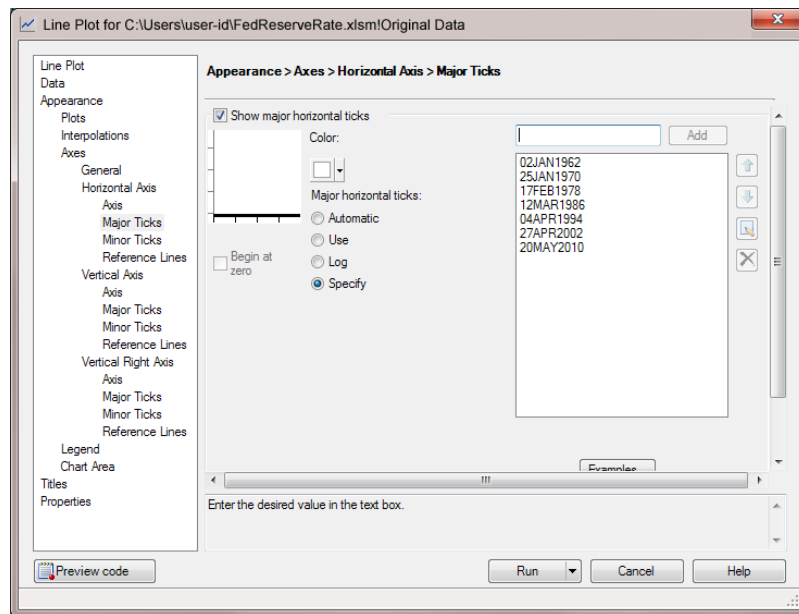 Line Plot for C:\Users\user-id\FedReserveRate.xlsm!Original Data
Line Plot
Data
Appearance
Plots
Interpolations
Axes
General
Horizontal Axis
Axis
Major Ticks
Minor Ticks
Reference Lines
Vertical Axis
Axis
Major Ticks
Minor Ticks
Reference Lines
Vertical Right Axis
Axis
Major Ticks
Minor Ticks
Reference Lines
Legend
Chart Area
Titles
Properties
Appearance > Axes > Horizontal Axis > Major Ticks
Show major horizontal ticks
Color:
Major horizontal ticks:
Automatic
Use
Log
Specify
Begin at
zero
Add
02JAN1962
25JAN1970
17FEB1978
12MAR1986
04APR1994
27APR2002
20MAY2010
Examples...
Enter the desired value in the text box.
Preview code
Run
Cancel
Help